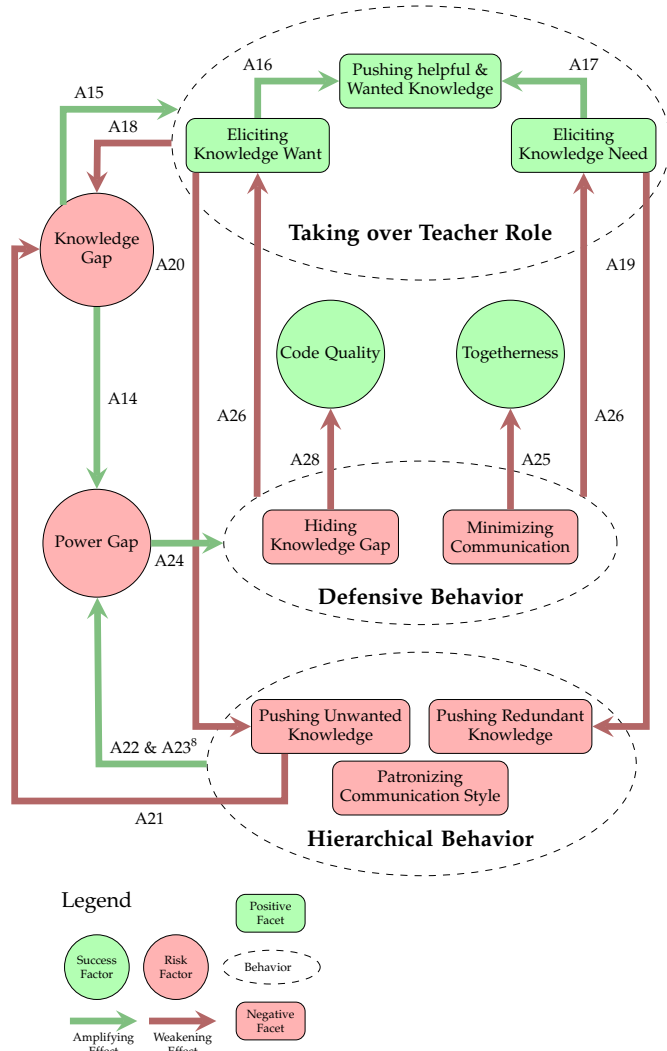 A15
A16
Pushing helpful &
Wanted Knowledge
A17
A18
Eliciting
Knowledge Want
Eliciting
Knowledge Need
Taking over Teacher Role
Knowledge
Gap
A20
A19
Code Quality
Togetherness
A14
A26
A28
A25
A26
Power Gap
A24
Hiding
Knowledge Gap
Minimizing
Communication
Defensive Behavior
Pushing Unwanted
Knowledge
Pushing Redundant
Knowledge
A22 & A23⁸
Patronizing
Communication Style
A21
Hierarchical Behavior
Legend
Positive
Facet
Success
Factor
Risk
Factor
Behavior
Negative
Facet
Amplifying
Effect
Weakening
Effect